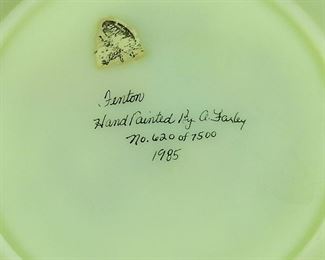 Fenton
Hand Painted By A. Farley
No. 620 of 7500
1985